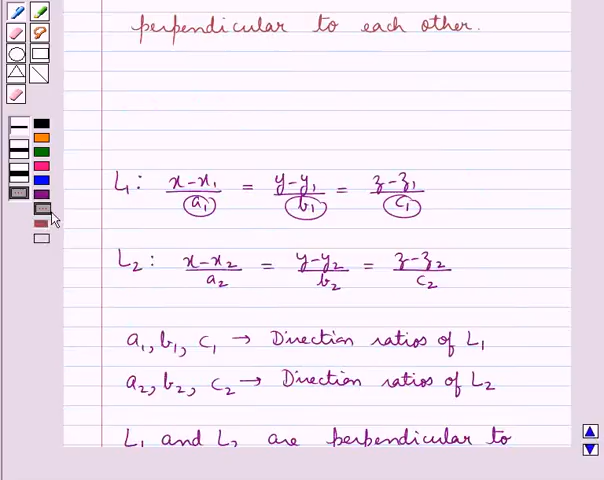 perpendicular to each other.
L₁: x-x₁/a₁ = y-y₁/b₁ = z-z₁/c₁
L₂: x-x₂/a₂ = y-y₂/b₂ = z-z₂/c₂
a₁, b₁, c₁ → Direction ratios of L₁
a₂, b₂, c₂ → Direction ratios of L₂
L₁ and L₂ are perpendicular to